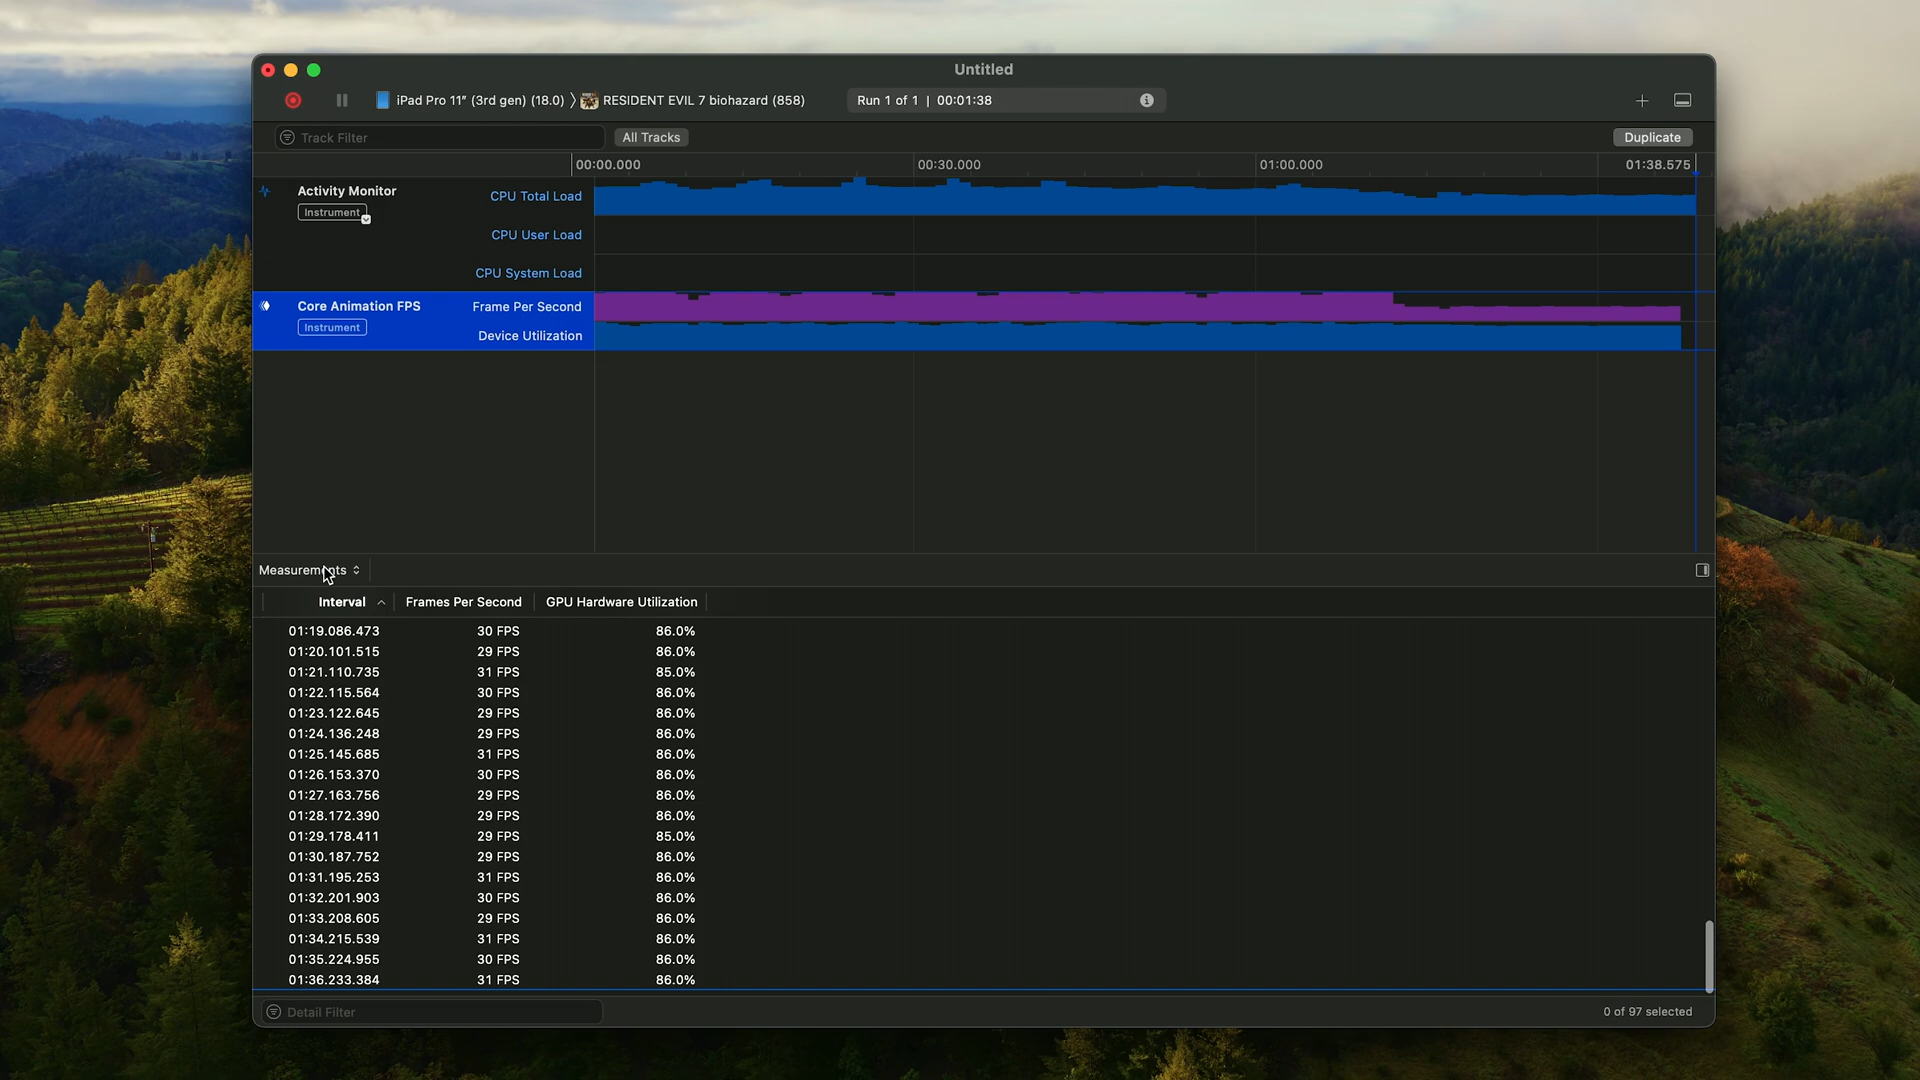 Untitled
iPad Pro 11” (3rd gen) (18.0) 〉 RESIDENT EVIL 7 biohazard (858)
Run 1 of 1 | 00:01:38
Track Filter
All Tracks
Duplicate
00:00.000 00:30.000 01:00.000 01:38.575
Activity Monitor
Instrument
CPU Total Load
CPU User Load
CPU System Load
Core Animation FPS
Instrument
Frame Per Second
Device Utilization
Measurements
Interval Frames Per Second GPU Hardware Utilization
01:19.086.473 30 FPS 86.0%
01:20.101.515 29 FPS 86.0%
01:21.110.735 31 FPS 85.0%
01:22.115.564 30 FPS 86.0%
01:23.122.645 29 FPS 86.0%
01:24.136.248 29 FPS 86.0%
01:25.145.685 31 FPS 86.0%
01:26.153.370 30 FPS 86.0%
01:27.163.756 29 FPS 86.0%
01:28.172.390 29 FPS 86.0%
01:29.178.411 29 FPS 85.0%
01:30.187.752 29 FPS 86.0%
01:31.195.253 31 FPS 86.0%
01:32.201.903 30 FPS 86.0%
01:33.208.605 29 FPS 86.0%
01:34.215.539 31 FPS 86.0%
01:35.224.955 30 FPS 86.0%
01:36.233.384 31 FPS 86.0%
Detail Filter
0 of 97 selected